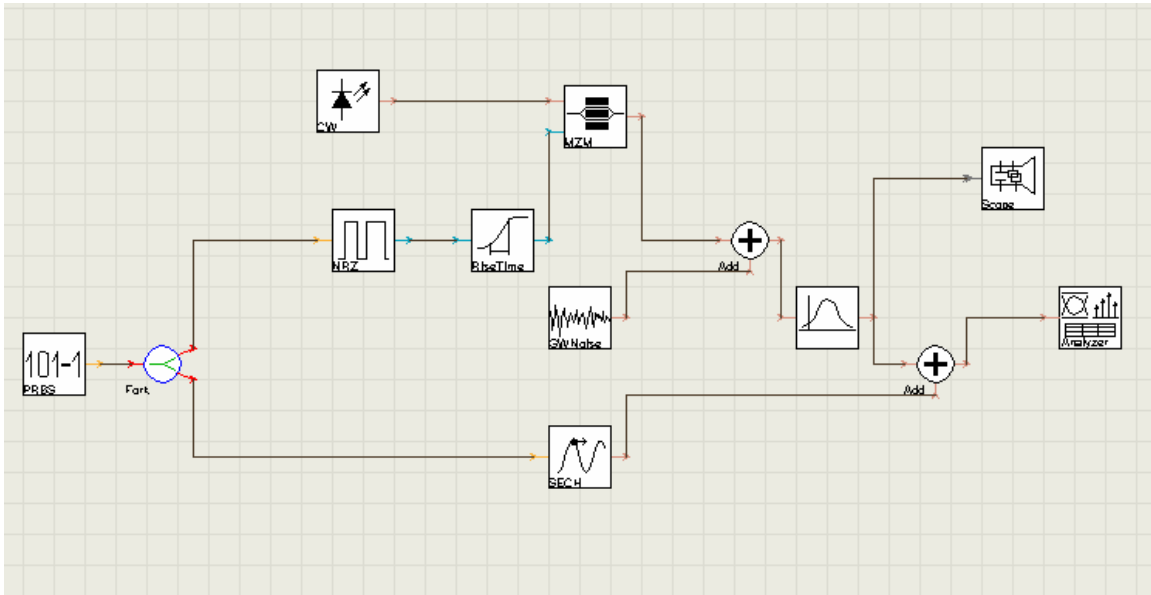 CW
MZM
Scope
NRZ
RiseTime
Add
GWNoise
101-1
PRBS
Fork
Add
Analyzer
SECH